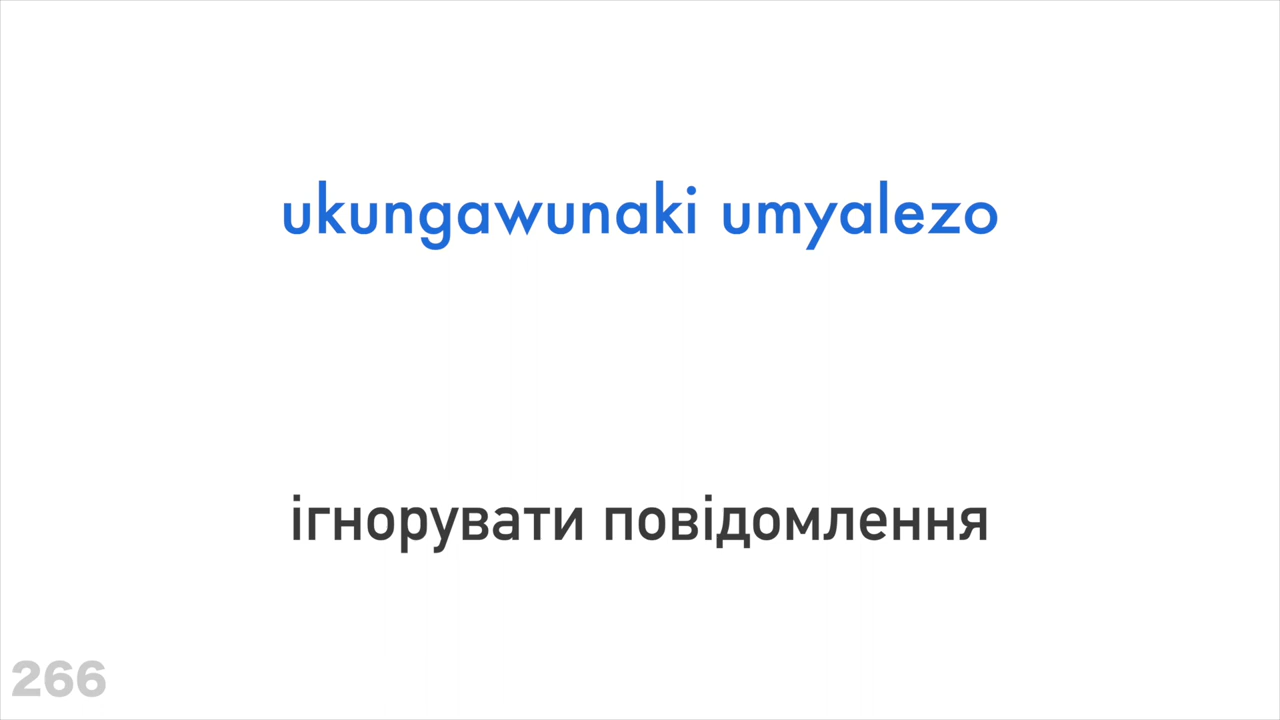 ukungawunaki umyalezo
ігнорувати повідомлення
266